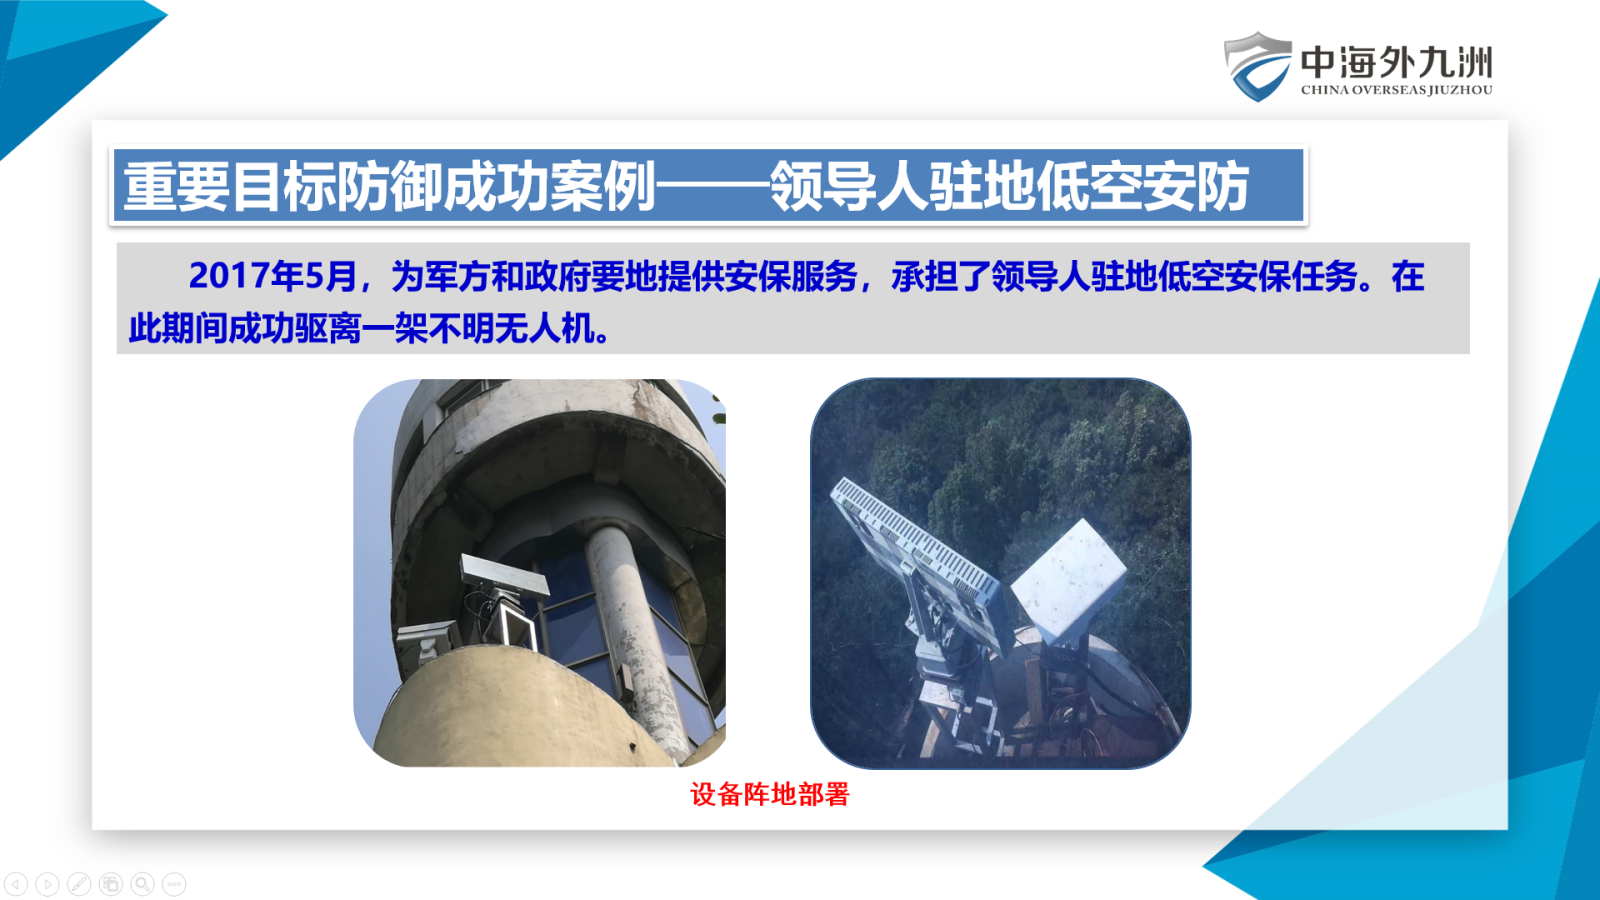 中海外九洲
CHINA OVERSEAS JIUZHOU
重要目标防御成功案例——领导人驻地低空安防
2017年5月，为军方和政府要地提供安保服务，承担了领导人驻地低空安保任务。在
此期间成功驱离一架不明无人机。
设备阵地部署